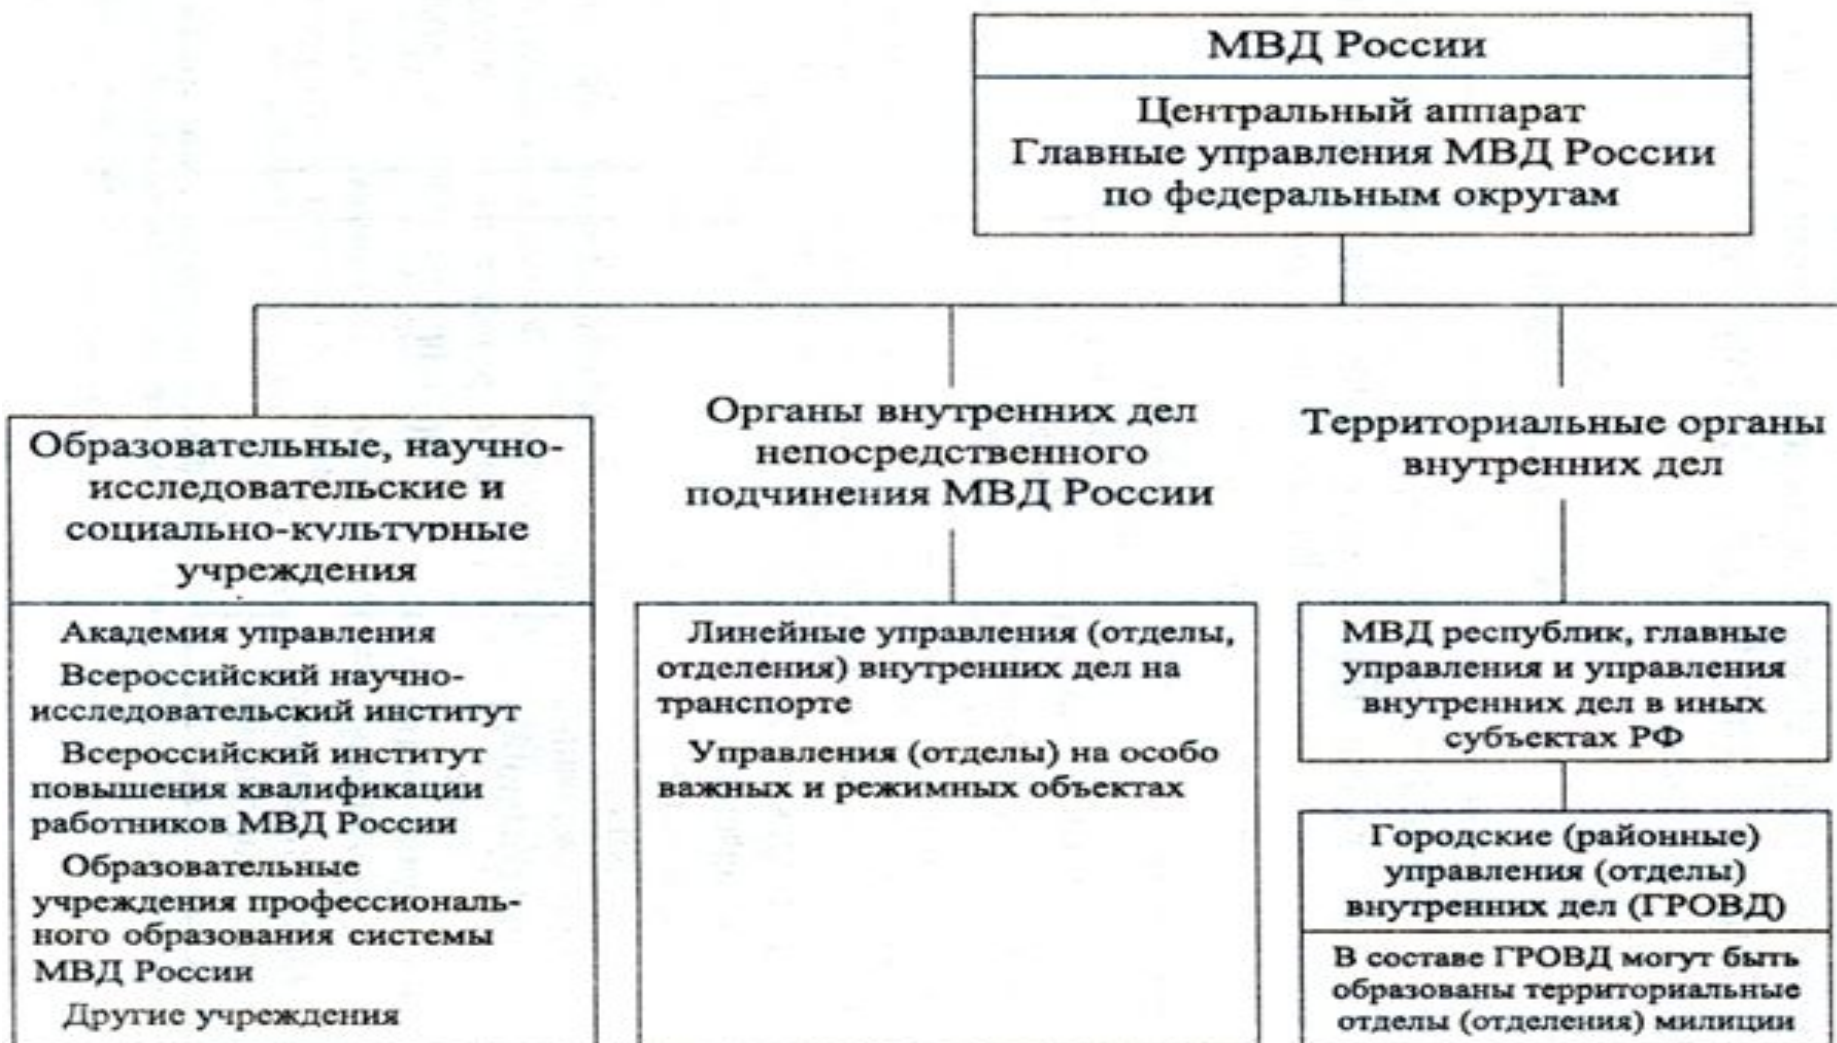 МВД России
Центральный аппарат
Главные управления МВД России
по федеральным округам
Образовательные, научно-
исследовательские и
социально-культурные
учреждения
Академия управления
Всероссийский научно-
исследовательский институт
Всероссийский институт
повышения квалификации
работников МВД России
Образовательные
учреждения профессиональ-
ного образования системы
МВД России
Другие учреждения
Органы внутренних дел
непосредственного
подчинения МВД России
Линейные управления (отделы,
отделения) внутренних дел на
транспорте
Управления (отделы) на особо
важных и режимных объектах
Территориальные органы
внутренних дел
МВД республик, главные
управления и управления
внутренних дел в иных
субъектах РФ
Городские (районные)
управления (отделы)
внутренних дел (ГРОВД)
В составе ГРОВД могут быть
образованы территориальные
отделы (отделения) милиции